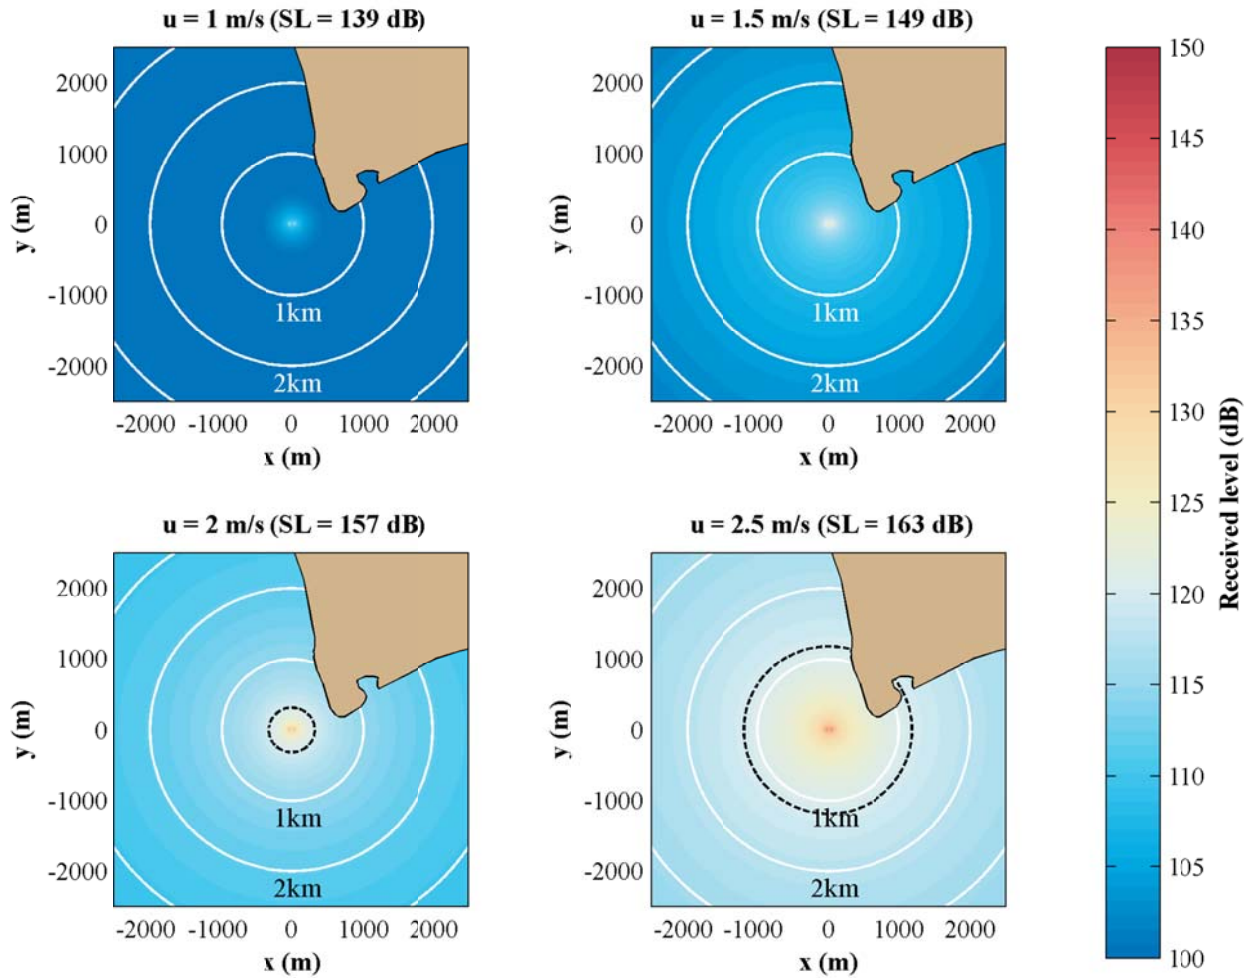 u = 1 m/s (SL = 139 dB)
2000
1000
0
-1000
-2000
y (m)
1km
2km
-2000 -1000 0 1000 2000
x (m)
u = 1.5 m/s (SL = 149 dB)
2000
1000
0
-1000
-2000
y (m)
1km
2km
-2000 -1000 0 1000 2000
x (m)
u = 2 m/s (SL = 157 dB)
2000
1000
0
-1000
-2000
y (m)
1km
2km
-2000 -1000 0 1000 2000
x (m)
u = 2.5 m/s (SL = 163 dB)
2000
1000
0
-1000
-2000
y (m)
1km
2km
-2000 -1000 0 1000 2000
x (m)
150
145
140
135
130
125
120
115
110
105
100
Received level (dB)